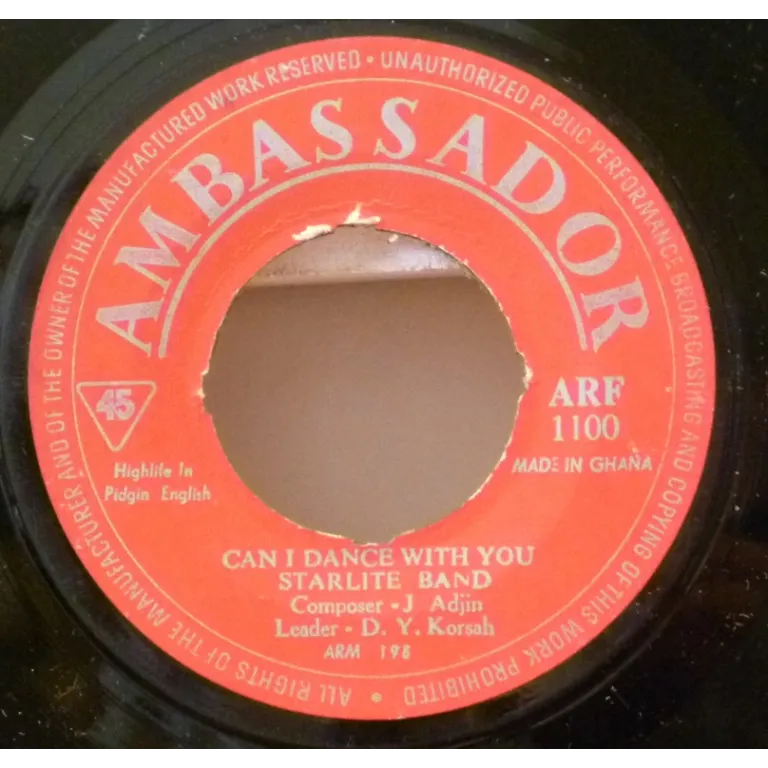 ALL RIGHTS OF THE MANUFACTURER AND OF THE OWNER OF THE MANUFACTURED WORK RESERVED • UNAUTHORIZED PUBLIC PERFORMANCE BROADCASTING AND COPYING OF THIS WORK PROHIBITED •
AMBASSADOR
45
Highlife In
Pidgin English
ARF
1100
MADE IN GHANA
CAN I DANCE WITH YOU
STARLITE BAND
Composer - J Adjin
Leader - D. Y. Korsah
ARM 198